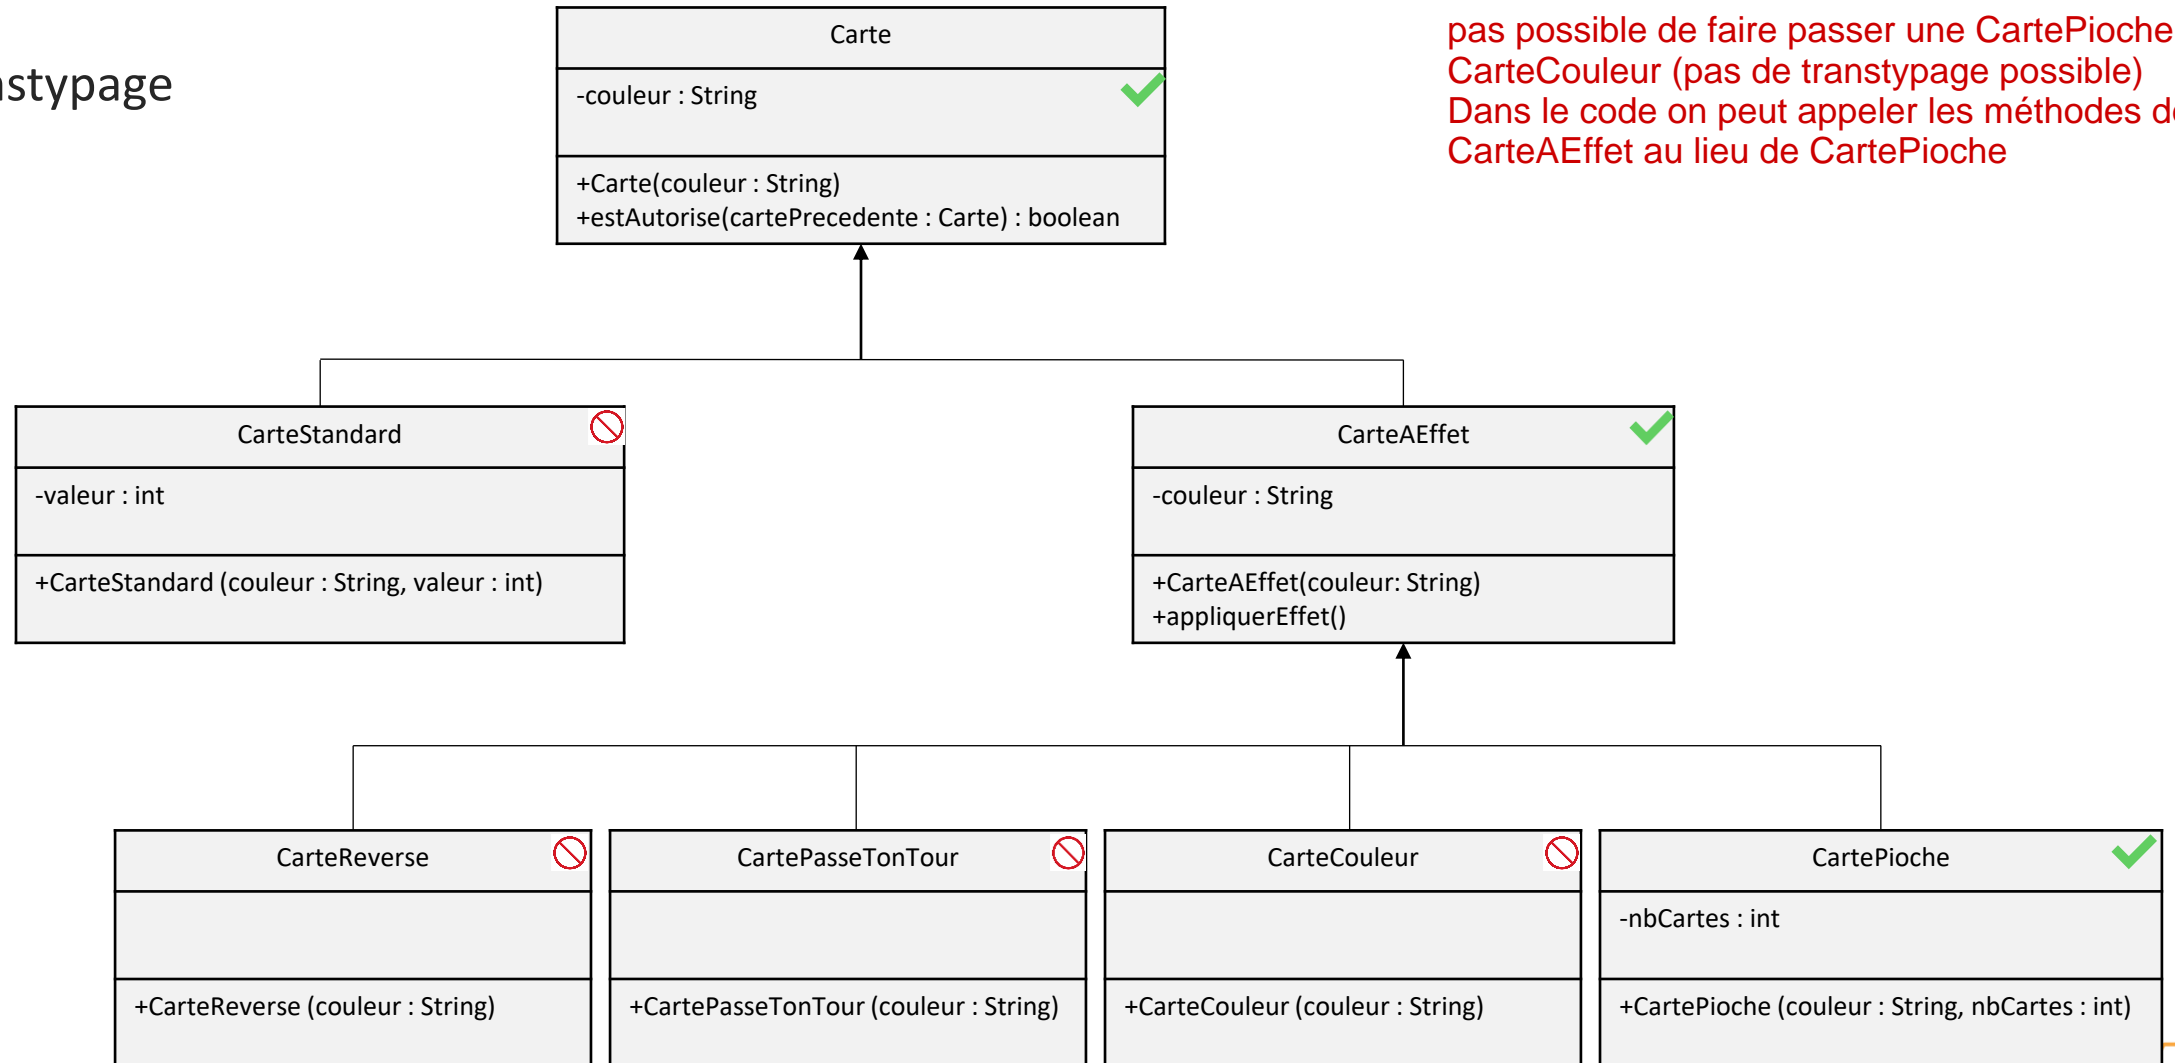 nstypage
pas possible de faire passer une CartePioche
CarteCouleur (pas de transtypage possible)
Dans le code on peut appeler les méthodes de
CarteAEffet au lieu de CartePioche
Carte
-couleur : String
+Carte(couleur : String)
+estAutorise(cartePrecedente : Carte) : boolean
CarteStandard
-valeur : int
+CarteStandard (couleur : String, valeur : int)
CarteAEffet
-couleur : String
+CarteAEffet(couleur: String)
+appliquerEffet()
CarteReverse
+CarteReverse (couleur : String)
CartePasseTonTour
+CartePasseTonTour (couleur : String)
CarteCouleur
+CarteCouleur (couleur : String)
CartePioche
-nbCartes : int
+CartePioche (couleur : String, nbCartes : int)